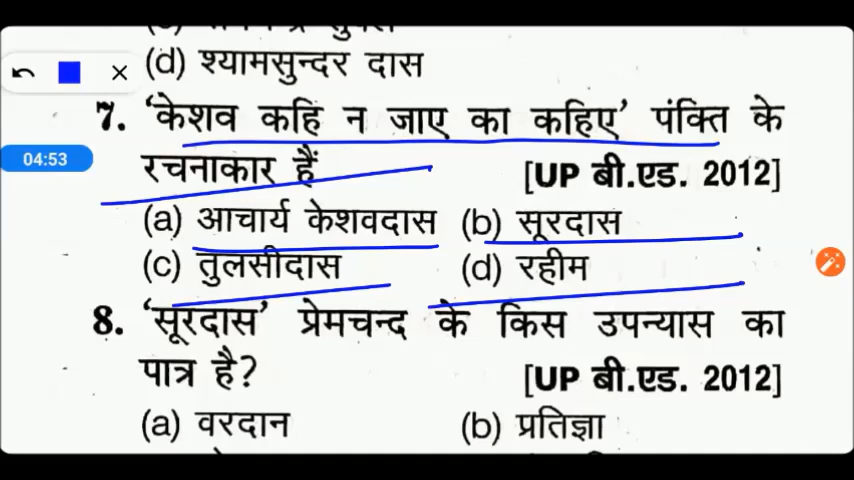 (d) श्यामसुन्दर दास
7. 'केशव कहि न जाए का कहिए' पंक्ति के
04:53
रचनाकार हैं [UP बी.एड. 2012]
(a) आचार्य केशवदास (b) सूरदास
(c) तुलसीदास (d) रहीम
8. 'सूरदास' प्रेमचन्द के किस उपन्यास का
पात्र है? [UP बी.एड. 2012]
(a) वरदान (b) प्रतिज्ञा